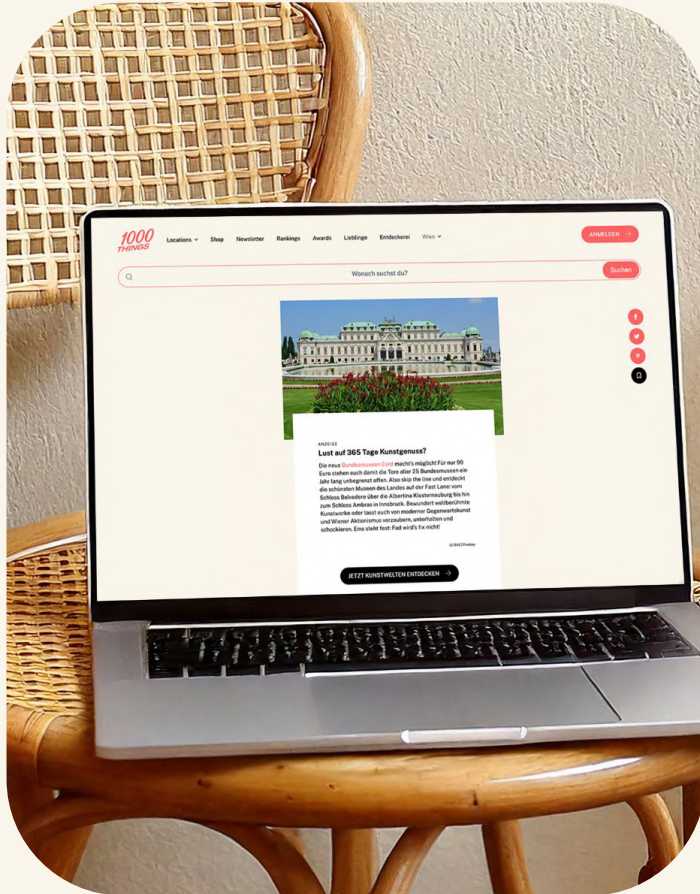 1000
THINGS
Locations
Shop
Newsletter
Rankings
Awards
Lieblinge
Entdeckerei
Wien
ANMELDEN
Wonach suchst du?
Suchen
ANZEIGE
Lust auf 365 Tage Kunstgenuss?
Die neue Bundesmuseen Card macht's möglich! Für nur 99
Euro stehen euch damit die Tore aller 25 Bundesmuseen ein
Jahr lang unbegrenzt offen. Also skip the line und entdeckt
die schönsten Museen des Landes auf der Fast Lane: vom
Schloss Belvedere über die Albertina Klosterneuburg bis hin
zum Schloss Ambras in Innsbruck. Bewundert weltberühmte
Kunstwerke oder lasst euch von moderner Gegenwartskunst
und Wiener Aktionismus verzaubern, unterhalten und
schockieren. Eins steht fest: Fad wird's fix nicht!
JETZT KUNSTWELTEN ENTDECKEN